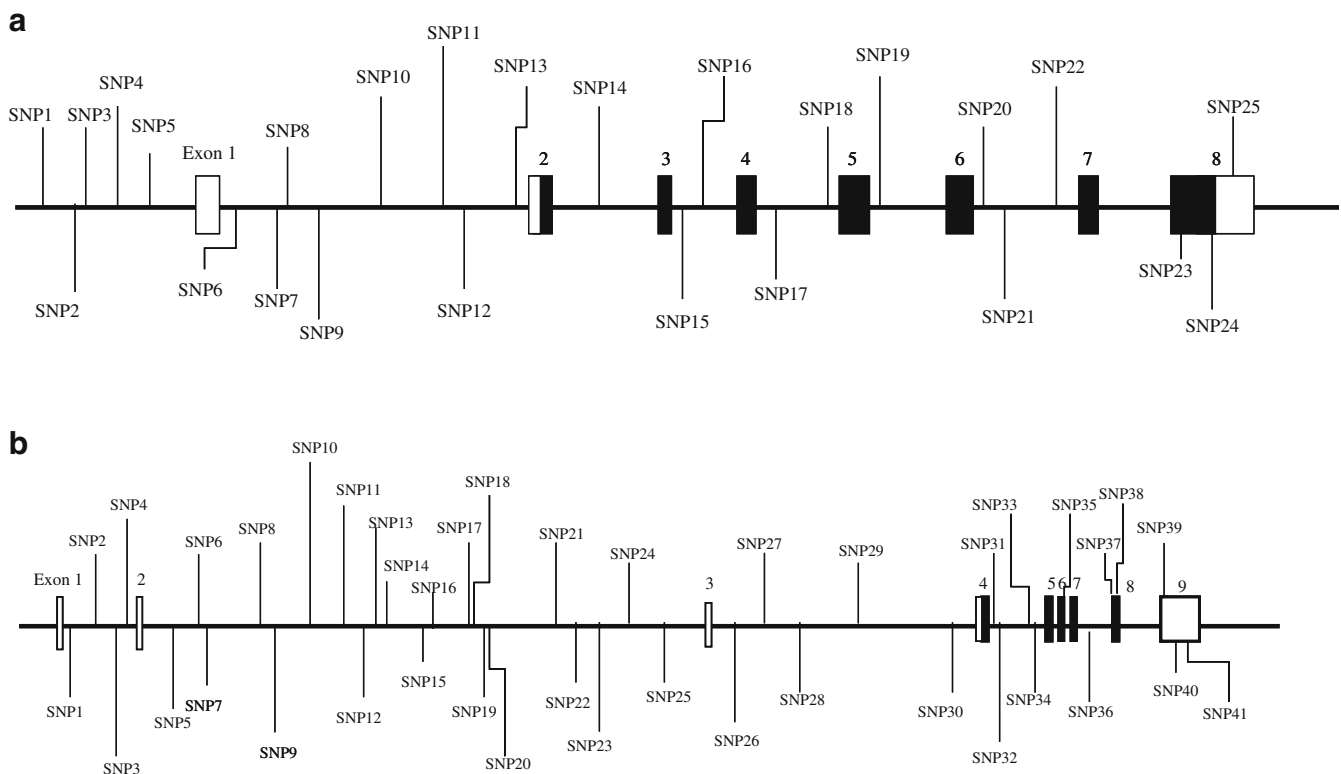 a
SNP11
SNP13
SNP16
SNP19
SNP10
SNP22
SNP4
SNP14
SNP25
SNP1
SNP3
SNP18
SNP20
SNP5
SNP8
Exon 1
2
3
4
5
6
7
8
SNP23
SNP6
SNP7
SNP17
SNP2
SNP12
SNP15
SNP21
SNP9
SNP24
b
SNP10
SNP18
SNP11
SNP38
SNP4
SNP13
SNP33
SNP35
SNP17
SNP39
SNP2
SNP6
SNP8
SNP21
SNP24
SNP27
SNP29
SNP31
SNP37
SNP14
SNP16
Exon 1
2
3
4
5
6
7
8
9
SNP15
SNP40
SNP1
SNP5
SNP7
SNP12
SNP19
SNP22
SNP25
SNP28
SNP30
SNP34
SNP36
SNP41
SNP9
SNP23
SNP26
SNP3
SNP20
SNP32